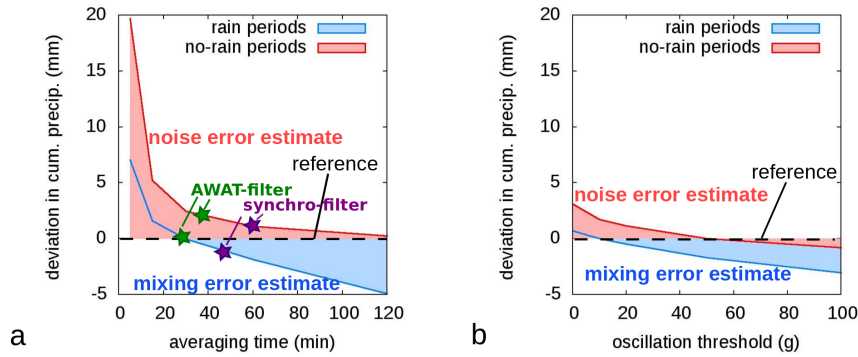 deviation in cum. precip. (mm)
20
15
10
5
0
-5
rain periods
no-rain periods
noise error estimate
reference
AWAT-filter
synchro-filter
mixing error estimate
0 20 40 60 80 100 120
averaging time (min)
a
deviation in cum. precip. (mm)
20
15
10
5
0
-5
rain periods
no-rain periods
reference
noise error estimate
mixing error estimate
0 20 40 60 80 100
oscillation threshold (g)
b